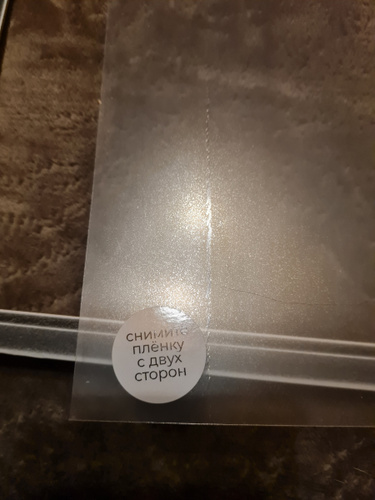 снимите
плёнку
с двух
сторон